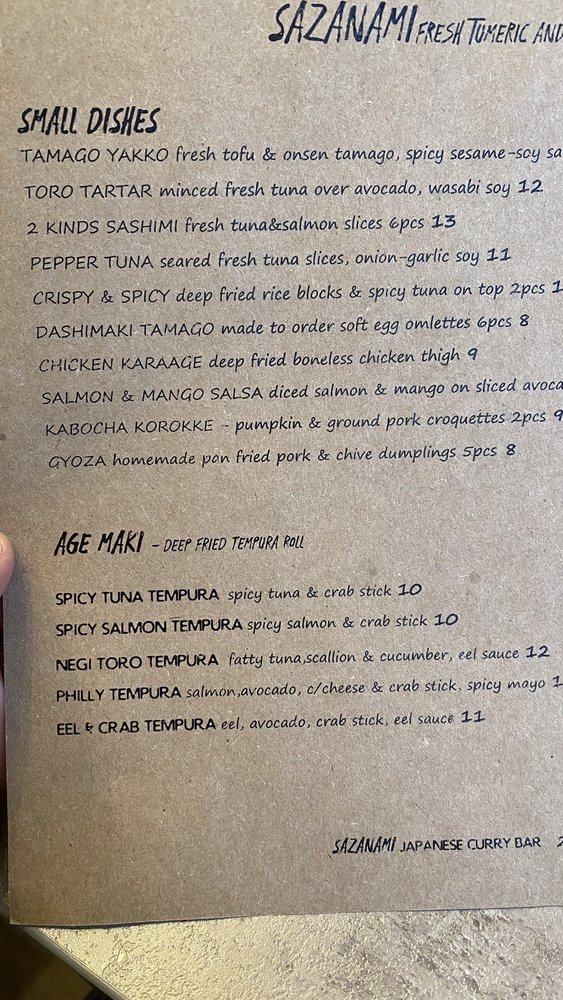 SAZANAMI FRESH TUMERIC AND
SMALL DISHES
TAMAGO YAKKO fresh tofu & onsen tamago, spicy sesame-soy sa
TORO TARTAR minced fresh tuna over avocado, wasabi soy 12
2 KINDS SASHIMI fresh tuna&salmon slices 6pcs 13
PEPPER TUNA seared fresh tuna slices, onion-garlic soy 11
CRISPY & SPICY deep fried rice blocks & spicy tuna on top 2pcs 1
DASHIMAKI TAMAGO made to order soft egg omlettes 6pcs 8
CHICKEN KARAAGE deep fried boneless chicken thigh 9
SALMON & MANGO SALSA diced salmon & mango on sliced avoca
KABOCHA KOROKKE - pumpkin & ground pork croquettes 2pcs 9
GYOZA homemade pan fried pork & chive dumplings 5pcs 8
AGE MAKI - DEEP FRIED TEMPURA ROLL
SPICY TUNA TEMPURA spicy tuna & crab stick 10
SPICY SALMON TEMPURA spicy salmon & crab stick 10
NEGI TORO TEMPURA fatty tuna,scallion & cucumber, eel sauce 12
PHILLY TEMPURA salmon,avocado, c/cheese & crab stick. spicy mayo 1
EEL & CRAB TEMPURA eel, avocado, crab stick, eel sauce 11
SAZANAMI JAPANESE CURRY BAR 2